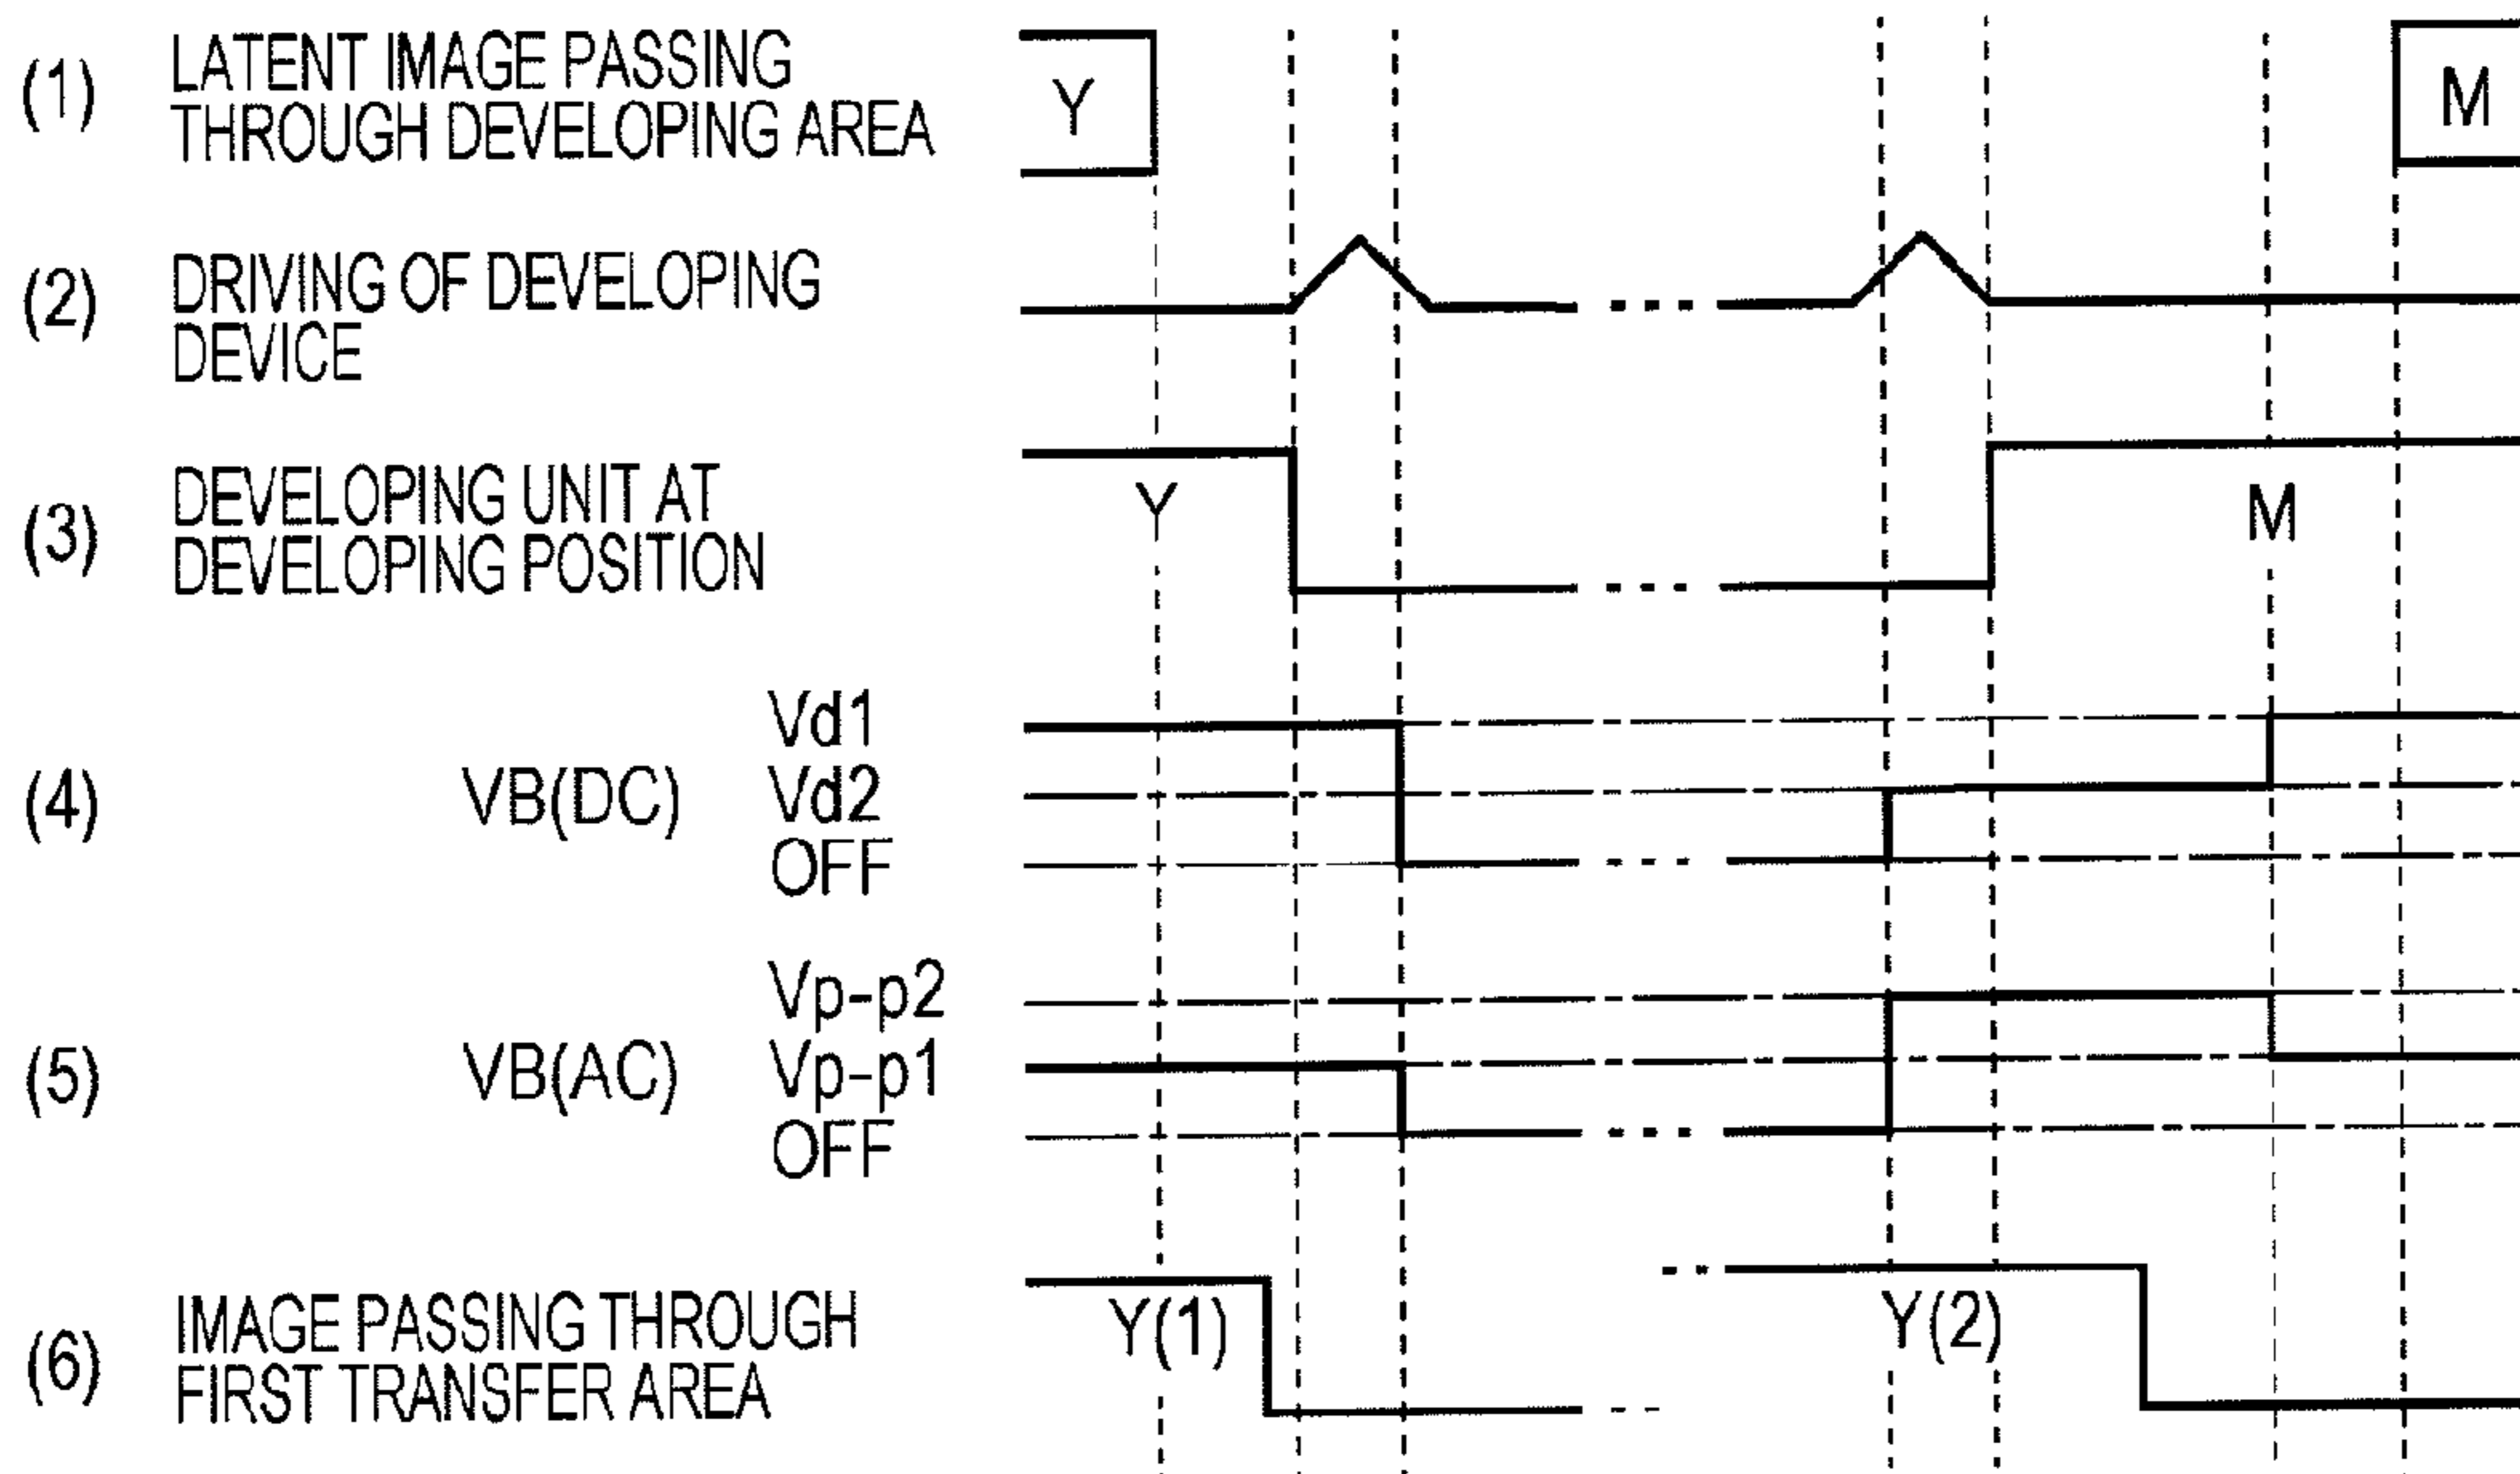 (1) LATENT IMAGE PASSING
THROUGH DEVELOPING AREA
Y
M
(2) DRIVING OF DEVELOPING
DEVICE
(3) DEVELOPING UNIT AT
DEVELOPING POSITION
Y
M
(4) VB(DC)
Vd1
Vd2
OFF
(5) VB(AC)
Vp-p2
Vp-p1
OFF
(6) IMAGE PASSING THROUGH
FIRST TRANSFER AREA
Y(1)
Y(2)